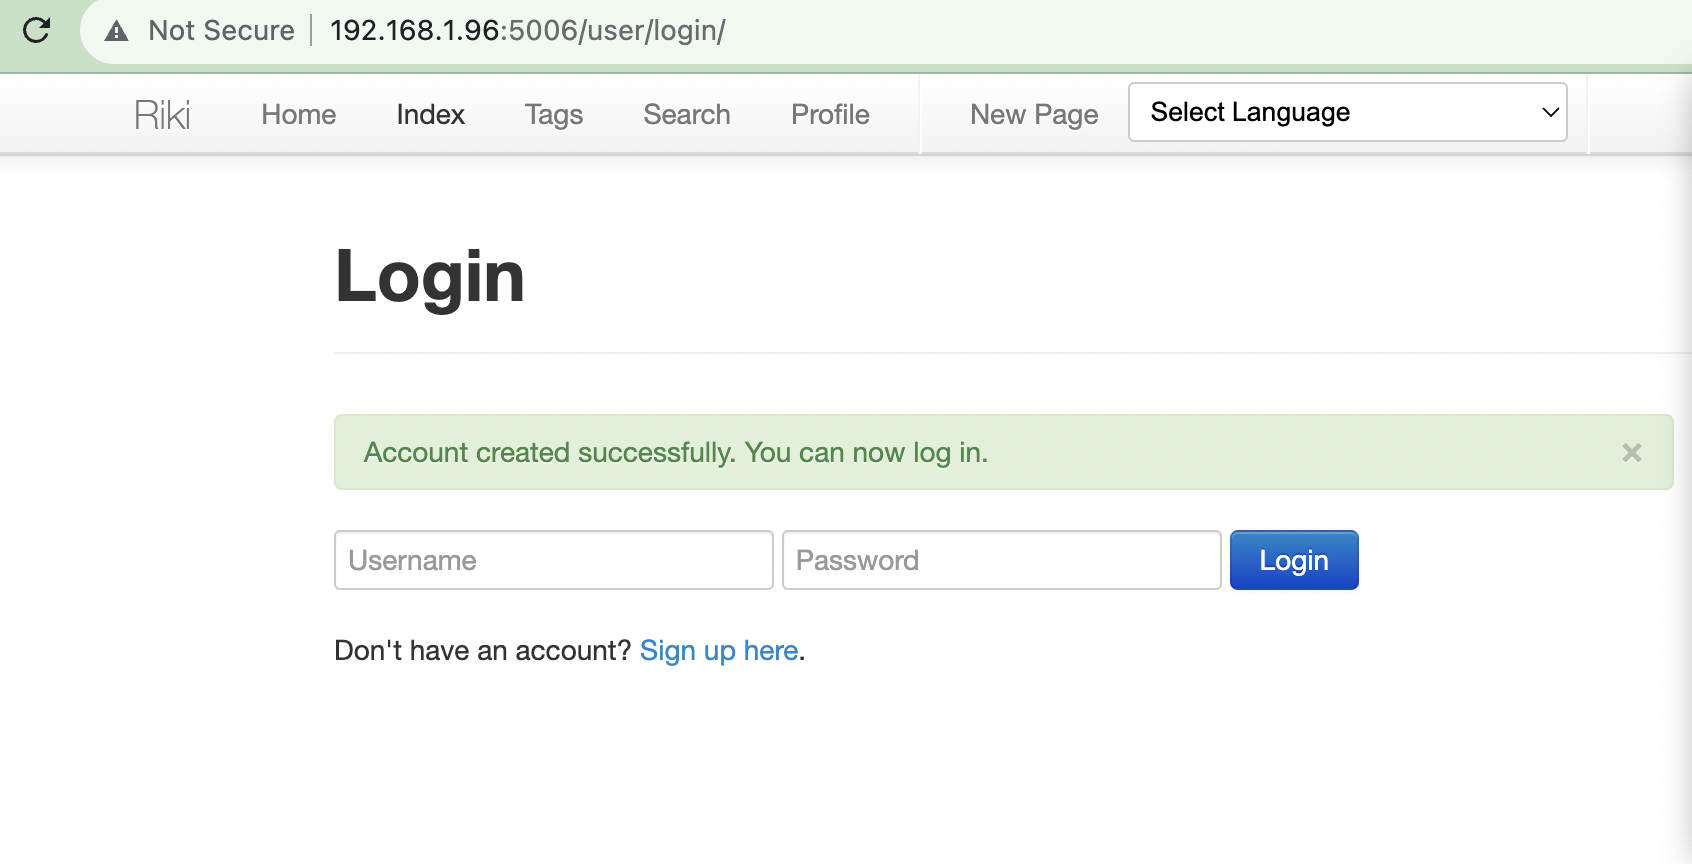 Not Secure 192.168.1.96:5006/user/login/
Riki Home Index Tags Search Profile New Page Select Language
Login
Account created successfully. You can now log in. ×
Username Password Login
Don't have an account? Sign up here.